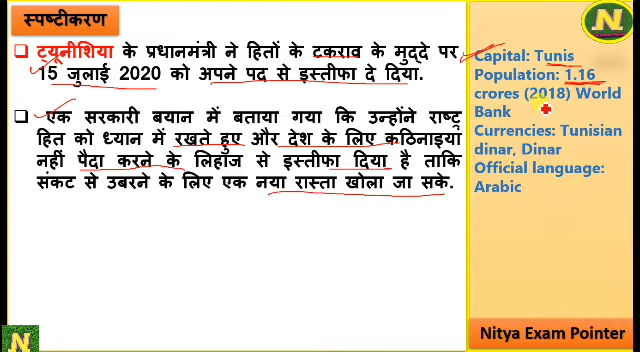 स्पष्टीकरण
ट्यूनीशिया के प्रधानमंत्री ने हितों के टकराव के मुद्दे पर
15 जुलाई 2020 को अपने पद से इस्तीफा दे दिया.
एक सरकारी बयान में बताया गया कि उन्होंने राष्ट्र
हित को ध्यान में रखते हुए और देश के लिए कठिनाइयां
नहीं पैदा करने के लिहाज से इस्तीफा दिया है ताकि
संकट से उबरने के लिए एक नया रास्ता खोला जा सके.
N
Capital: Tunis
Population: 1.16
crores (2018) World
Bank
Currencies: Tunisian
dinar, Dinar
Official language:
Arabic
N
Nitya Exam Pointer